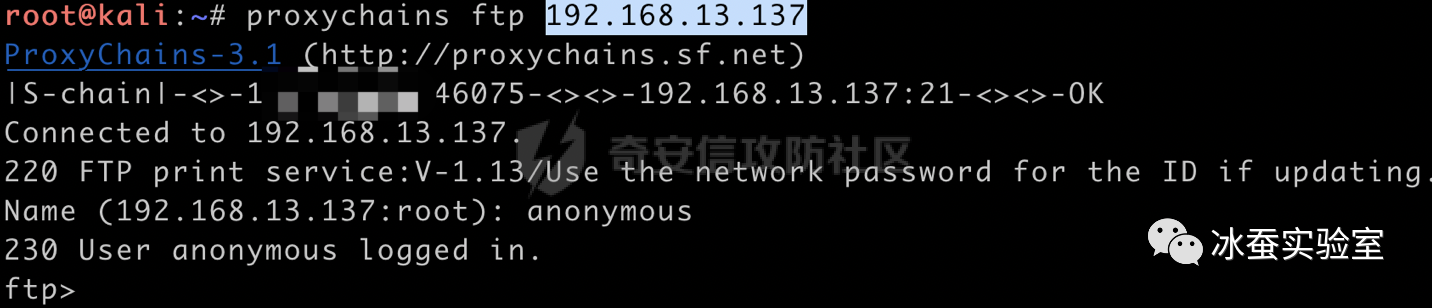 root@kali:~# proxychains ftp 192.168.13.137
ProxyChains-3.1 (http://proxychains.sf.net)
|S-chain|-<>-1 46075-<><>-192.168.13.137:21-<><>-OK
Connected to 192.168.13.137.
奇安信攻防社区
220 FTP print service:V-1.13/Use the network password for the ID if updating.
Name (192.168.13.137:root): anonymous
230 User anonymous logged in.
冰蚕实验室
ftp>